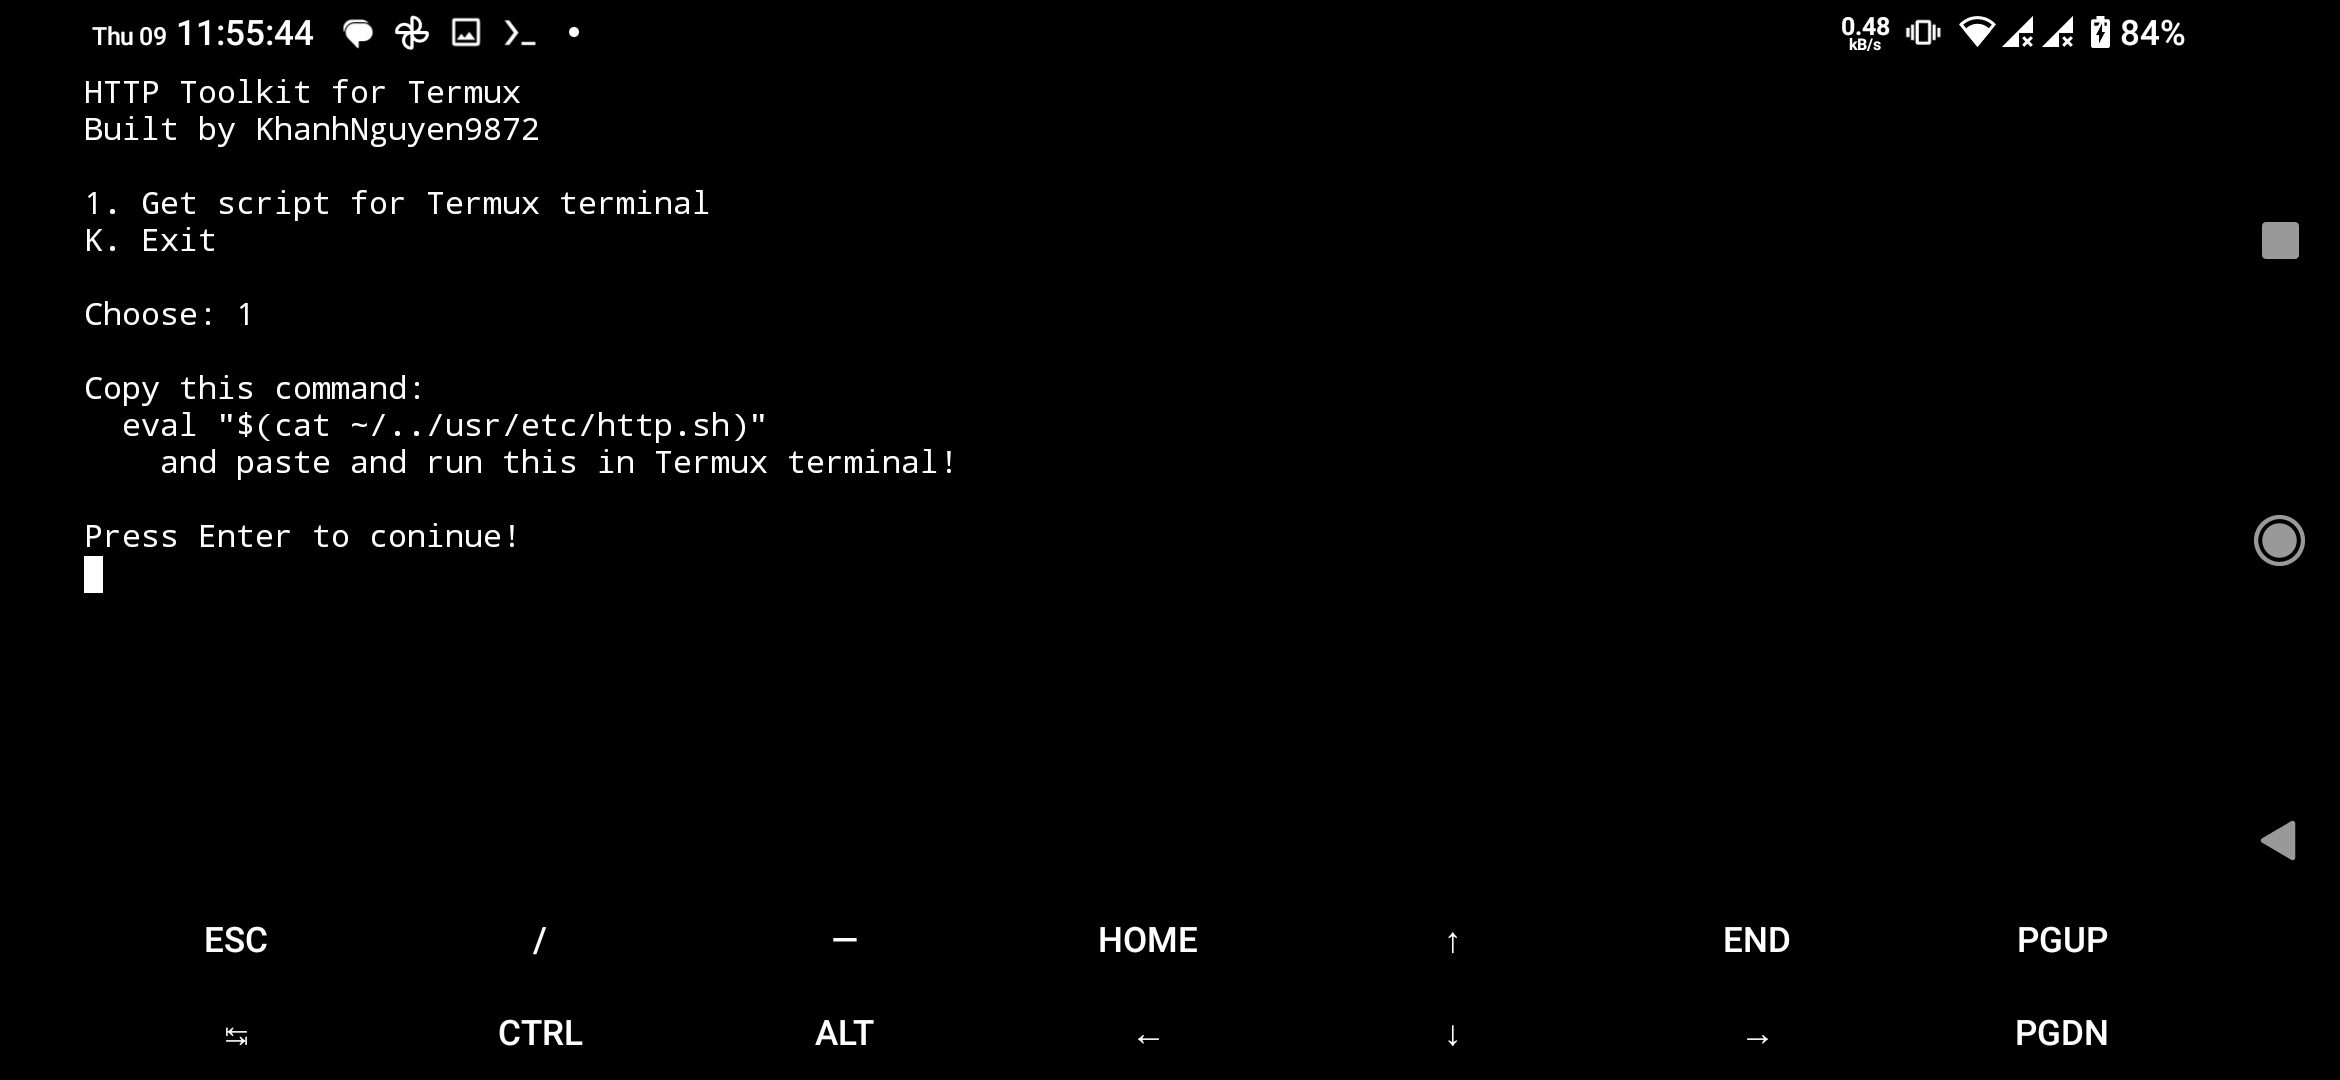 Thu 09 11:55:44
0.48 kB/s 84%
HTTP Toolkit for Termux
Built by KhanhNguyen9872
1. Get script for Termux terminal
K. Exit
Choose: 1
Copy this command:
eval "$(cat ~/../usr/etc/http.sh)"
and paste and run this in Termux terminal!
Press Enter to coninue!
ESC / — HOME ↑ END PGUP
↹ CTRL ALT ← ↓ → PGDN